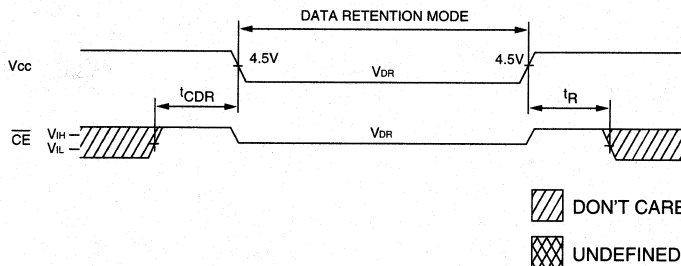 DATA RETENTION MODE
Vcc
4.5V
VDR
4.5V
tCDR
tR
CE
VIH
VIL
VDR
DON'T CARE
UNDEFINED